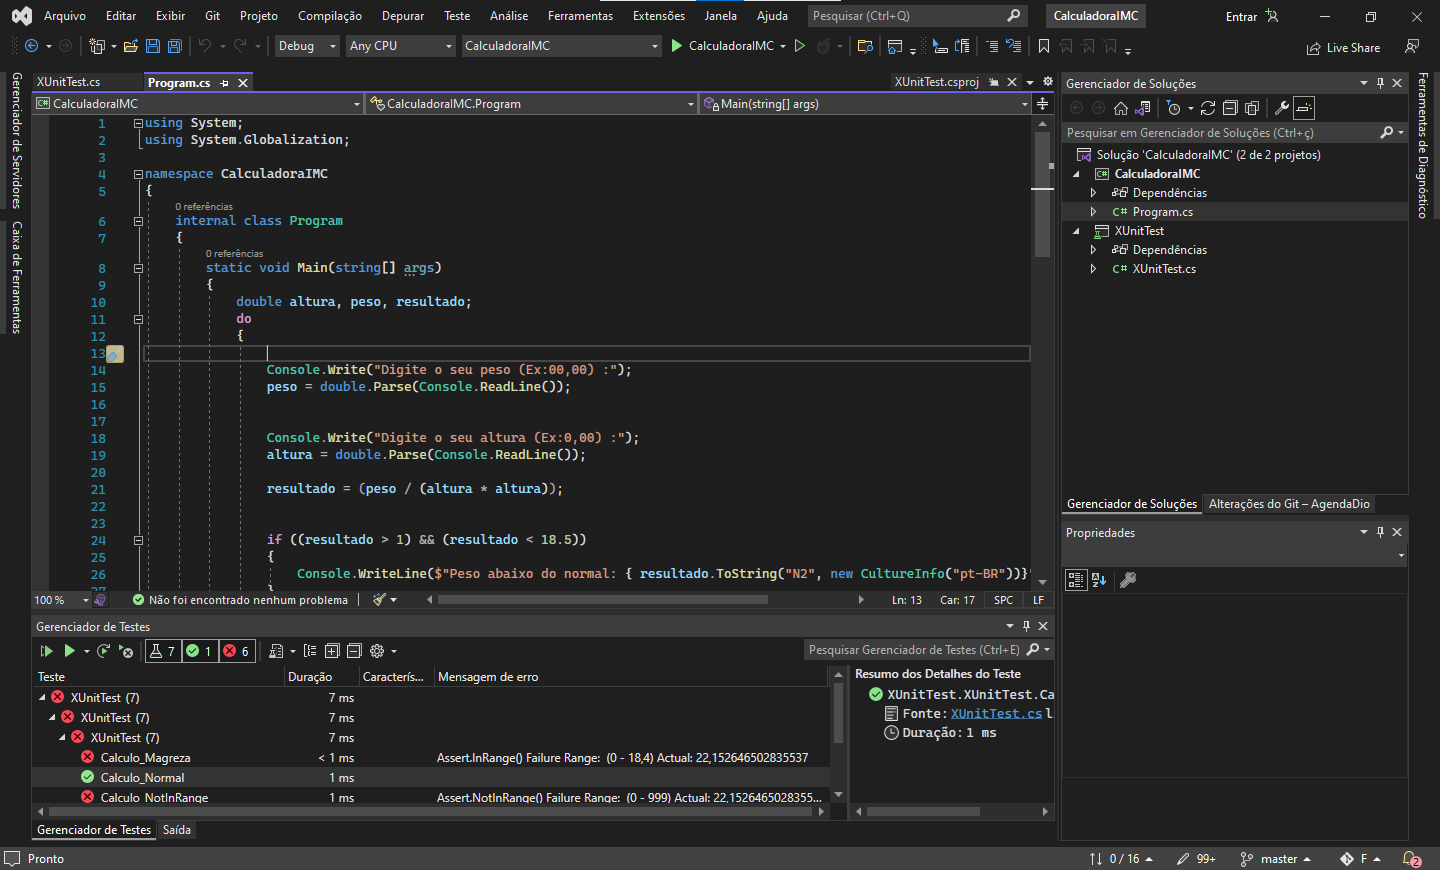 Arquivo Editar Exibir Git Projeto Compilação Depurar Teste Análise Ferramentas Extensões Janela Ajuda Pesquisar (Ctrl+Q) CalculadoraIMC Entrar
Debug Any CPU CalculadoraIMC CalculadoraIMC Live Share
Gerenciador de Servidores
Caixa de Ferramentas
XUnitTest.cs Program.cs XUnitTest.csproj
CalculadoraIMC CalculadoraIMC.Program Main(string[] args)
1 using System;
2 using System.Globalization;
3
4 namespace CalculadoraIMC
5 {
0 referências
6 internal class Program
7 {
0 referências
8 static void Main(string[] args)
9 {
10 double altura, peso, resultado;
11 do
12 {
13
14 Console.Write("Digite o seu peso (Ex:00,00) :");
15 peso = double.Parse(Console.ReadLine());
16
17
18 Console.Write("Digite o seu altura (Ex:0,00) :");
19 altura = double.Parse(Console.ReadLine());
20
21 resultado = (peso / (altura * altura));
22
23
24 if ((resultado > 1) && (resultado < 18.5))
25 {
26 Console.WriteLine($"Peso abaixo do normal: { resultado.ToString("N2", new CultureInfo("pt-BR"))}"
27 }
100 % Não foi encontrado nenhum problema Ln: 13 Car: 17 SPC LF
Gerenciador de Testes
7 1 6 Pesquisar Gerenciador de Testes (Ctrl+E)
Teste Duração Caracterís... Mensagem de erro
XUnitTest (7) 7 ms
XUnitTest (7) 7 ms
XUnitTest (7) 7 ms
Calculo_Magreza < 1 ms Assert.InRange() Failure Range: (0 - 18,4) Actual: 22,152646502835537
Calculo_Normal 1 ms
Calculo_NotInRange 1 ms Assert.NotInRange() Failure Range: (0 - 999) Actual: 22,1526465028355...
Resumo dos Detalhes do Teste
XUnitTest.XUnitTest.Ca
Fonte: XUnitTest.cs l
Duração: 1 ms
Gerenciador de Testes Saída
Gerenciador de Soluções
Pesquisar em Gerenciador de Soluções (Ctrl+ç)
Solução 'CalculadoraIMC' (2 de 2 projetos)
CalculadoraIMC
Dependências
C# Program.cs
XUnitTest
Dependências
C# XUnitTest.cs
Gerenciador de Soluções Alterações do Git – AgendaDio
Propriedades
Ferramentas de Diagnóstico
Pronto 0 / 16 99+ master F 2